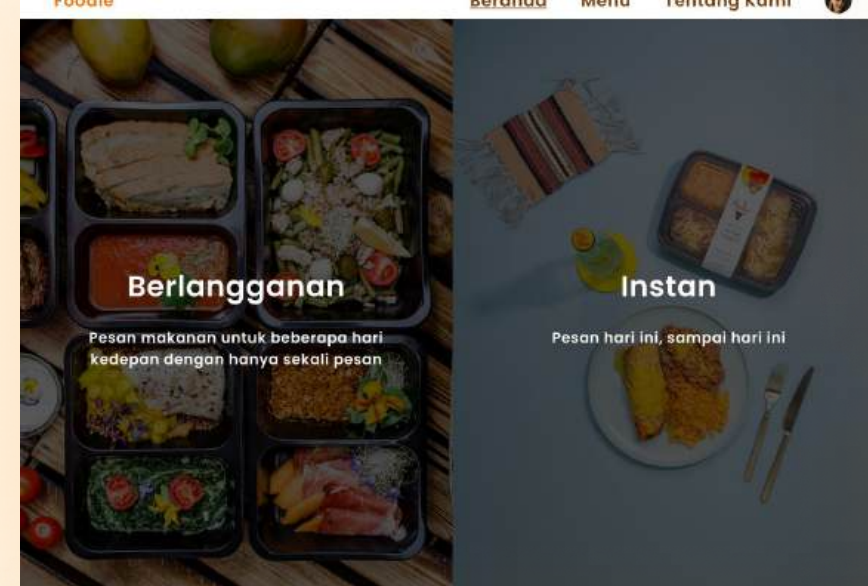 Foodie
Beranda Menu Tentang Kami
Berlangganan
Pesan makanan untuk beberapa hari
kedepan dengan hanya sekali pesan
Instan
Pesan hari ini, sampai hari ini